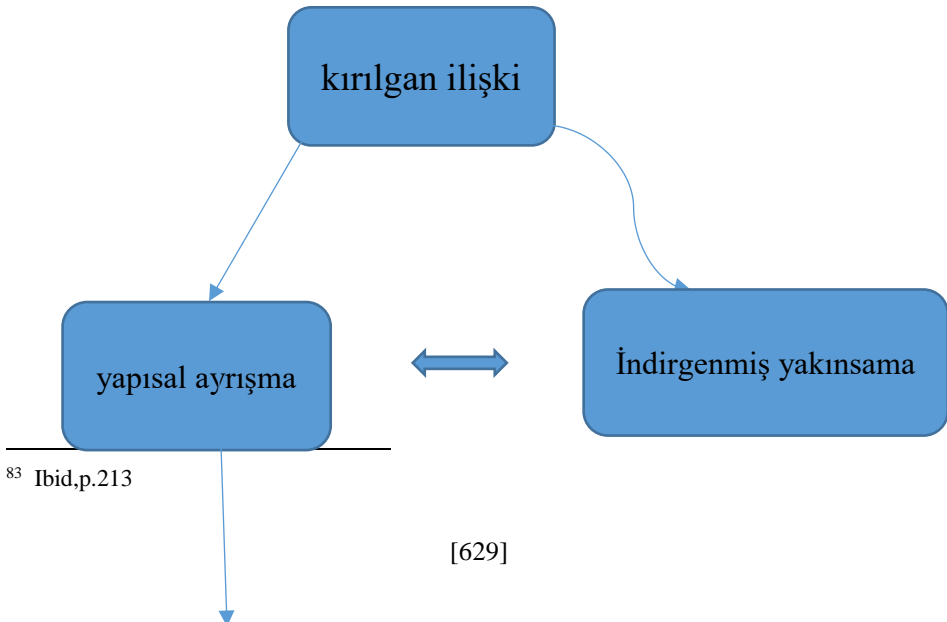 kırılgan ilişki
yapısal ayrışma
İndirgenmiş yakınsama
83 Ibid,p.213
[629]